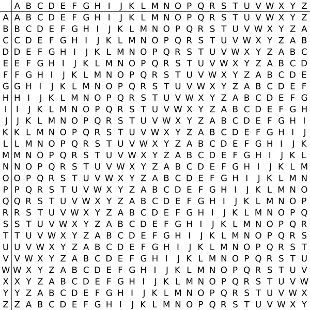 A B C D E F G H I J K L M N O P Q R S T U V W X Y Z
A A B C D E F G H I J K L M N O P Q R S T U V W X Y Z
B B C D E F G H I J K L M N O P Q R S T U V W X Y Z A
C C D E F G H I J K L M N O P Q R S T U V W X Y Z A B
D D E F G H I J K L M N O P Q R S T U V W X Y Z A B C
E E F G H I J K L M N O P Q R S T U V W X Y Z A B C D
F F G H I J K L M N O P Q R S T U V W X Y Z A B C D E
G G H I J K L M N O P Q R S T U V W X Y Z A B C D E F
H H I J K L M N O P Q R S T U V W X Y Z A B C D E F G
I I J K L M N O P Q R S T U V W X Y Z A B C D E F G H
J J K L M N O P Q R S T U V W X Y Z A B C D E F G H I
K K L M N O P Q R S T U V W X Y Z A B C D E F G H I J
L L M N O P Q R S T U V W X Y Z A B C D E F G H I J K
M M N O P Q R S T U V W X Y Z A B C D E F G H I J K L
N N O P Q R S T U V W X Y Z A B C D E F G H I J K L M
O O P Q R S T U V W X Y Z A B C D E F G H I J K L M N
P P Q R S T U V W X Y Z A B C D E F G H I J K L M N O
Q Q R S T U V W X Y Z A B C D E F G H I J K L M N O P
R R S T U V W X Y Z A B C D E F G H I J K L M N O P Q
S S T U V W X Y Z A B C D E F G H I J K L M N O P Q R
T T U V W X Y Z A B C D E F G H I J K L M N O P Q R S
U U V W X Y Z A B C D E F G H I J K L M N O P Q R S T
V V W X Y Z A B C D E F G H I J K L M N O P Q R S T U
W W X Y Z A B C D E F G H I J K L M N O P Q R S T U V
X X Y Z A B C D E F G H I J K L M N O P Q R S T U V W
Y Y Z A B C D E F G H I J K L M N O P Q R S T U V W X
Z Z A B C D E F G H I J K L M N O P Q R S T U V W X Y